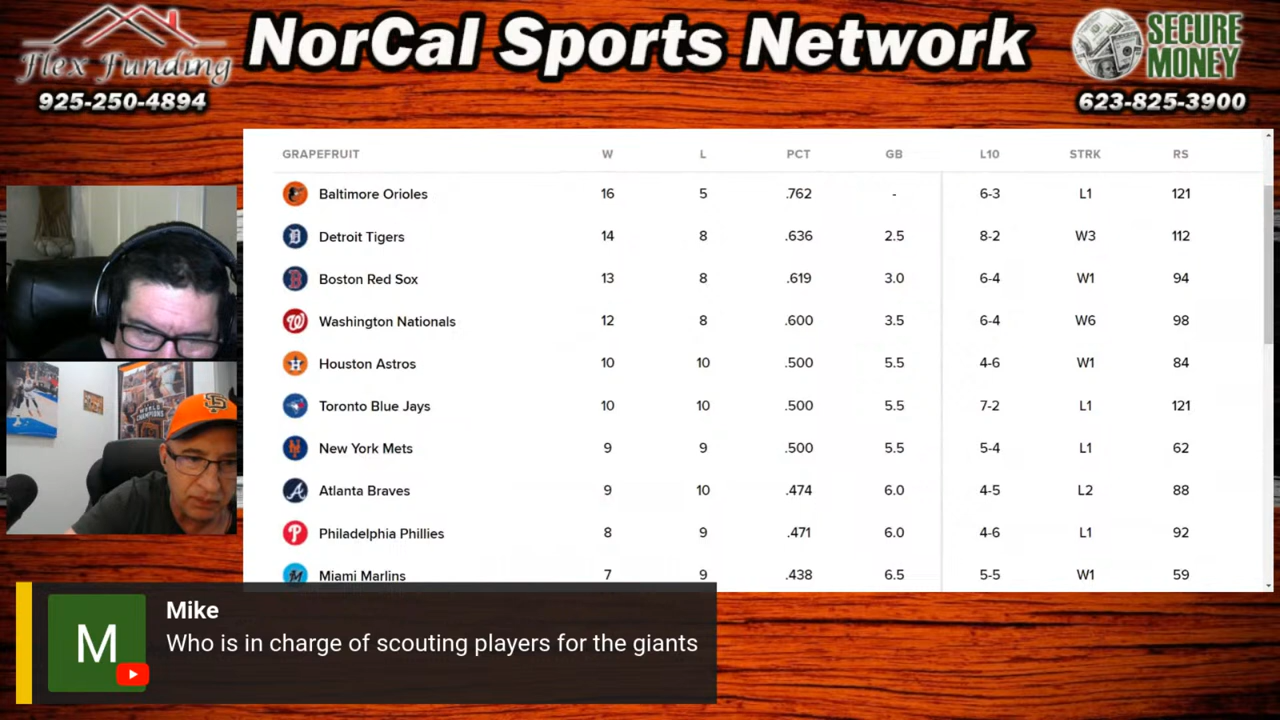 Flex Funding
925-250-4894
NorCal Sports Network
SECURE
MONEY
623-825-3900
GRAPEFRUIT W L PCT GB L10 STRK RS
Baltimore Orioles 16 5 .762 - 6-3 L1 121
Detroit Tigers 14 8 .636 2.5 8-2 W3 112
Boston Red Sox 13 8 .619 3.0 6-4 W1 94
Washington Nationals 12 8 .600 3.5 6-4 W6 98
Houston Astros 10 10 .500 5.5 4-6 W1 84
Toronto Blue Jays 10 10 .500 5.5 7-2 L1 121
New York Mets 9 9 .500 5.5 5-4 L1 62
Atlanta Braves 9 10 .474 6.0 4-5 L2 88
Philadelphia Phillies 8 9 .471 6.0 4-6 L1 92
Miami Marlins 7 9 .438 6.5 5-5 W1 59
WORLD
CHAMPIONS
SF
M
Mike
Who is in charge of scouting players for the giants